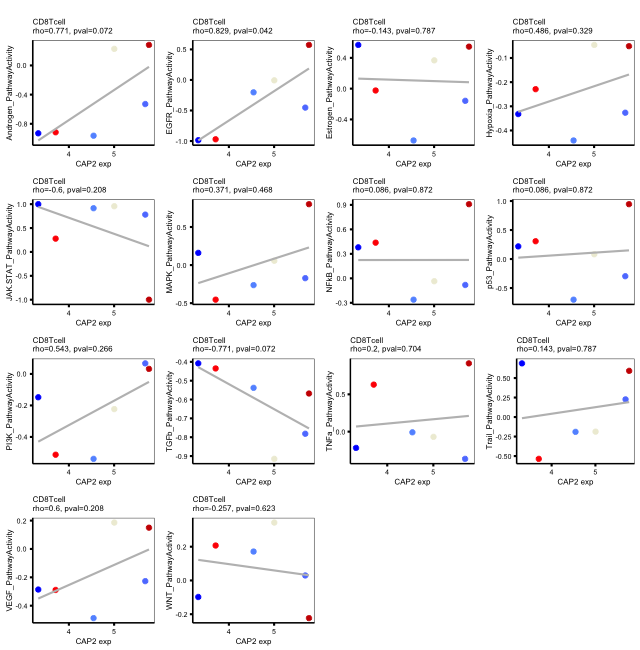 CD8Tcell
rho=0.771, pval=0.072
Androgen_PathwayActivity
0.0
-0.4
-0.8
4
5
CAP2 exp
CD8Tcell
rho=0.829, pval=0.042
EGFR_PathwayActivity
0.5
0.0
-0.5
-1.0
4
5
CAP2 exp
CD8Tcell
rho=-0.143, pval=0.787
Estrogen_PathwayActivity
0.4
0.0
-0.4
4
5
CAP2 exp
CD8Tcell
rho=0.486, pval=0.329
Hypoxia_PathwayActivity
-0.1
-0.2
-0.3
-0.4
4
5
CAP2 exp
CD8Tcell
rho=-0.6, pval=0.208
JAK.STAT_PathwayActivity
1.0
0.5
0.0
-0.5
-1.0
4
5
CAP2 exp
CD8Tcell
rho=0.371, pval=0.468
MAPK_PathwayActivity
0.5
0.0
-0.5
4
5
CAP2 exp
CD8Tcell
rho=0.086, pval=0.872
NFkB_PathwayActivity
0.9
0.6
0.3
0.0
-0.3
4
5
CAP2 exp
CD8Tcell
rho=0.086, pval=0.872
p53_PathwayActivity
1.0
0.5
0.0
-0.5
4
5
CAP2 exp
CD8Tcell
rho=0.543, pval=0.266
PI3K_PathwayActivity
0.0
-0.2
-0.4
4
5
CAP2 exp
CD8Tcell
rho=-0.771, pval=0.072
TGFb_PathwayActivity
-0.4
-0.5
-0.6
-0.7
-0.8
-0.9
4
5
CAP2 exp
CD8Tcell
rho=0.2, pval=0.704
TNFa_PathwayActivity
0.5
0.0
4
5
CAP2 exp
CD8Tcell
rho=0.143, pval=0.787
Trail_PathwayActivity
0.50
0.25
0.00
-0.25
-0.50
4
5
CAP2 exp
CD8Tcell
rho=0.6, pval=0.208
VEGF_PathwayActivity
0.2
0.0
-0.2
-0.4
4
5
CAP2 exp
CD8Tcell
rho=-0.257, pval=0.623
WNT_PathwayActivity
0.2
0.0
-0.2
4
5
CAP2 exp